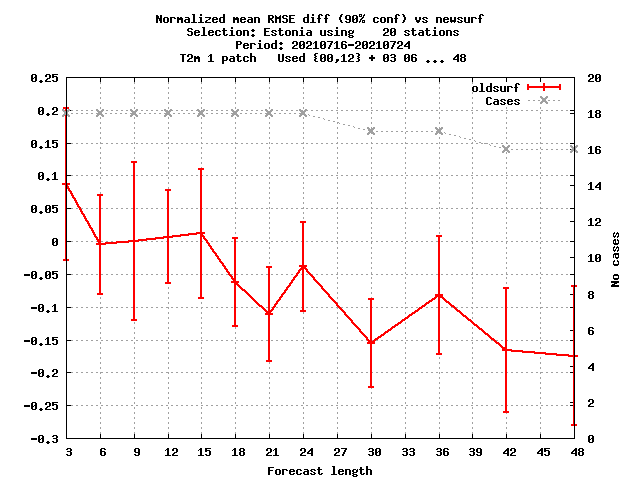 Normalized mean RMSE diff (90% conf) vs newsurf
Selection: Estonia using    20 stations
Period: 20210716-20210724
T2m 1 patch   Used {00,12} + 03 06 ... 48
oldsurf
Cases
0.25
0.2
0.15
0.1
0.05
0
-0.05
-0.1
-0.15
-0.2
-0.25
-0.3
20
18
16
14
12
10
8
6
4
2
0
No cases
3 6 9 12 15 18 21 24 27 30 33 36 39 42 45 48
Forecast length